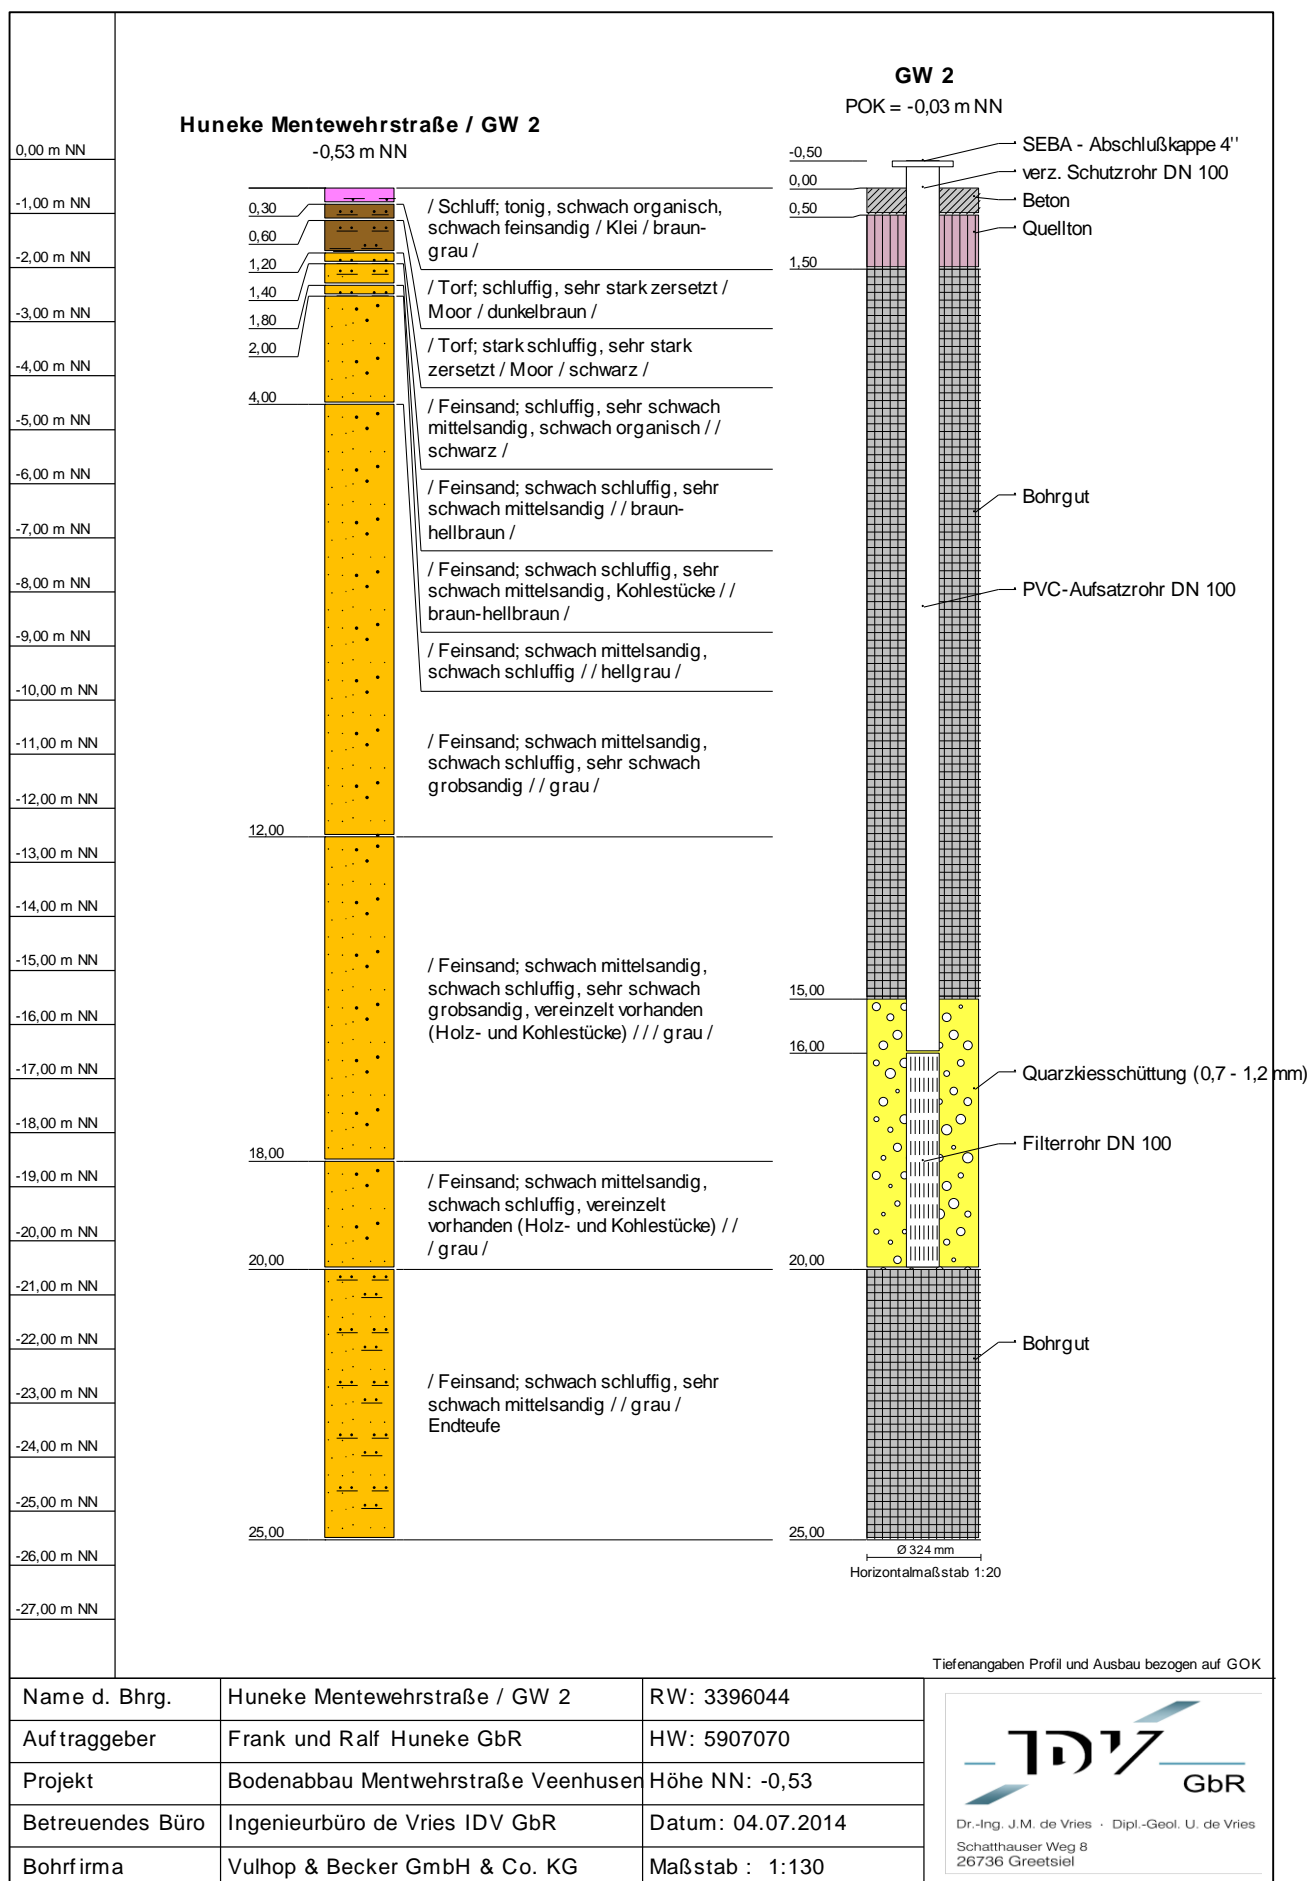 GW 2
POK = -0,03 m NN
Huneke Mentewehrstraße / GW 2
-0,53 m NN
0,00 m NN
-1,00 m NN
-2,00 m NN
-3,00 m NN
-4,00 m NN
-5,00 m NN
-6,00 m NN
-7,00 m NN
-8,00 m NN
-9,00 m NN
-10,00 m NN
-11,00 m NN
-12,00 m NN
-13,00 m NN
-14,00 m NN
-15,00 m NN
-16,00 m NN
-17,00 m NN
-18,00 m NN
-19,00 m NN
-20,00 m NN
-21,00 m NN
-22,00 m NN
-23,00 m NN
-24,00 m NN
-25,00 m NN
-26,00 m NN
-27,00 m NN
0,30
0,60
1,20
1,40
1,80
2,00
4,00
12,00
18,00
20,00
25,00
/ Schluff; tonig, schwach organisch,
schwach feinsandig / Klei / braun-
grau /
/ Torf; schluffig, sehr stark zersetzt /
Moor / dunkelbraun /
/ Torf; stark schluffig, sehr stark
zersetzt / Moor / schwarz /
/ Feinsand; schluffig, sehr schwach
mittelsandig, schwach organisch / /
schwarz /
/ Feinsand; schwach schluffig, sehr
schwach mittelsandig / / braun-
hellbraun /
/ Feinsand; schwach schluffig, sehr
schwach mittelsandig, Kohlestücke / /
braun-hellbraun /
/ Feinsand; schwach mittelsandig,
schwach schluffig / / hellgrau /
/ Feinsand; schwach mittelsandig,
schwach schluffig, sehr schwach
grobsandig / / grau /
/ Feinsand; schwach mittelsandig,
schwach schluffig, sehr schwach
grobsandig, vereinzelt vorhanden
(Holz- und Kohlestücke) / / / grau /
/ Feinsand; schwach mittelsandig,
schwach schluffig, vereinzelt
vorhanden (Holz- und Kohlestücke) / /
/ grau /
/ Feinsand; schwach schluffig, sehr
schwach mittelsandig / / grau /
Endteufe
-0,50
0,00
0,50
1,50
15,00
16,00
20,00
25,00
SEBA - Abschlußkappe 4''
verz. Schutzrohr DN 100
Beton
Quellton
Bohrgut
PVC-Aufsatzrohr DN 100
Quarzkiesschüttung (0,7 - 1,2 mm)
Filterrohr DN 100
Bohrgut
Ø 324 mm
Horizontalmaßstab 1:20
Tiefenangaben Profil und Ausbau bezogen auf GOK
Name d. Bhrg. Huneke Mentewehrstraße / GW 2 RW: 3396044
Auftraggeber Frank und Ralf Huneke GbR HW: 5907070
Projekt Bodenabbau Mentwehrstraße Veenhusen Höhe NN: -0,53
Betreuendes Büro Ingenieurbüro de Vries IDV GbR Datum: 04.07.2014
Bohrfirma Vulhop & Becker GmbH & Co. KG Maßstab : 1:130
IDV
GbR
Dr.-Ing. J.M. de Vries · Dipl.-Geol. U. de Vries
Schatthauser Weg 8
26736 Greetsiel